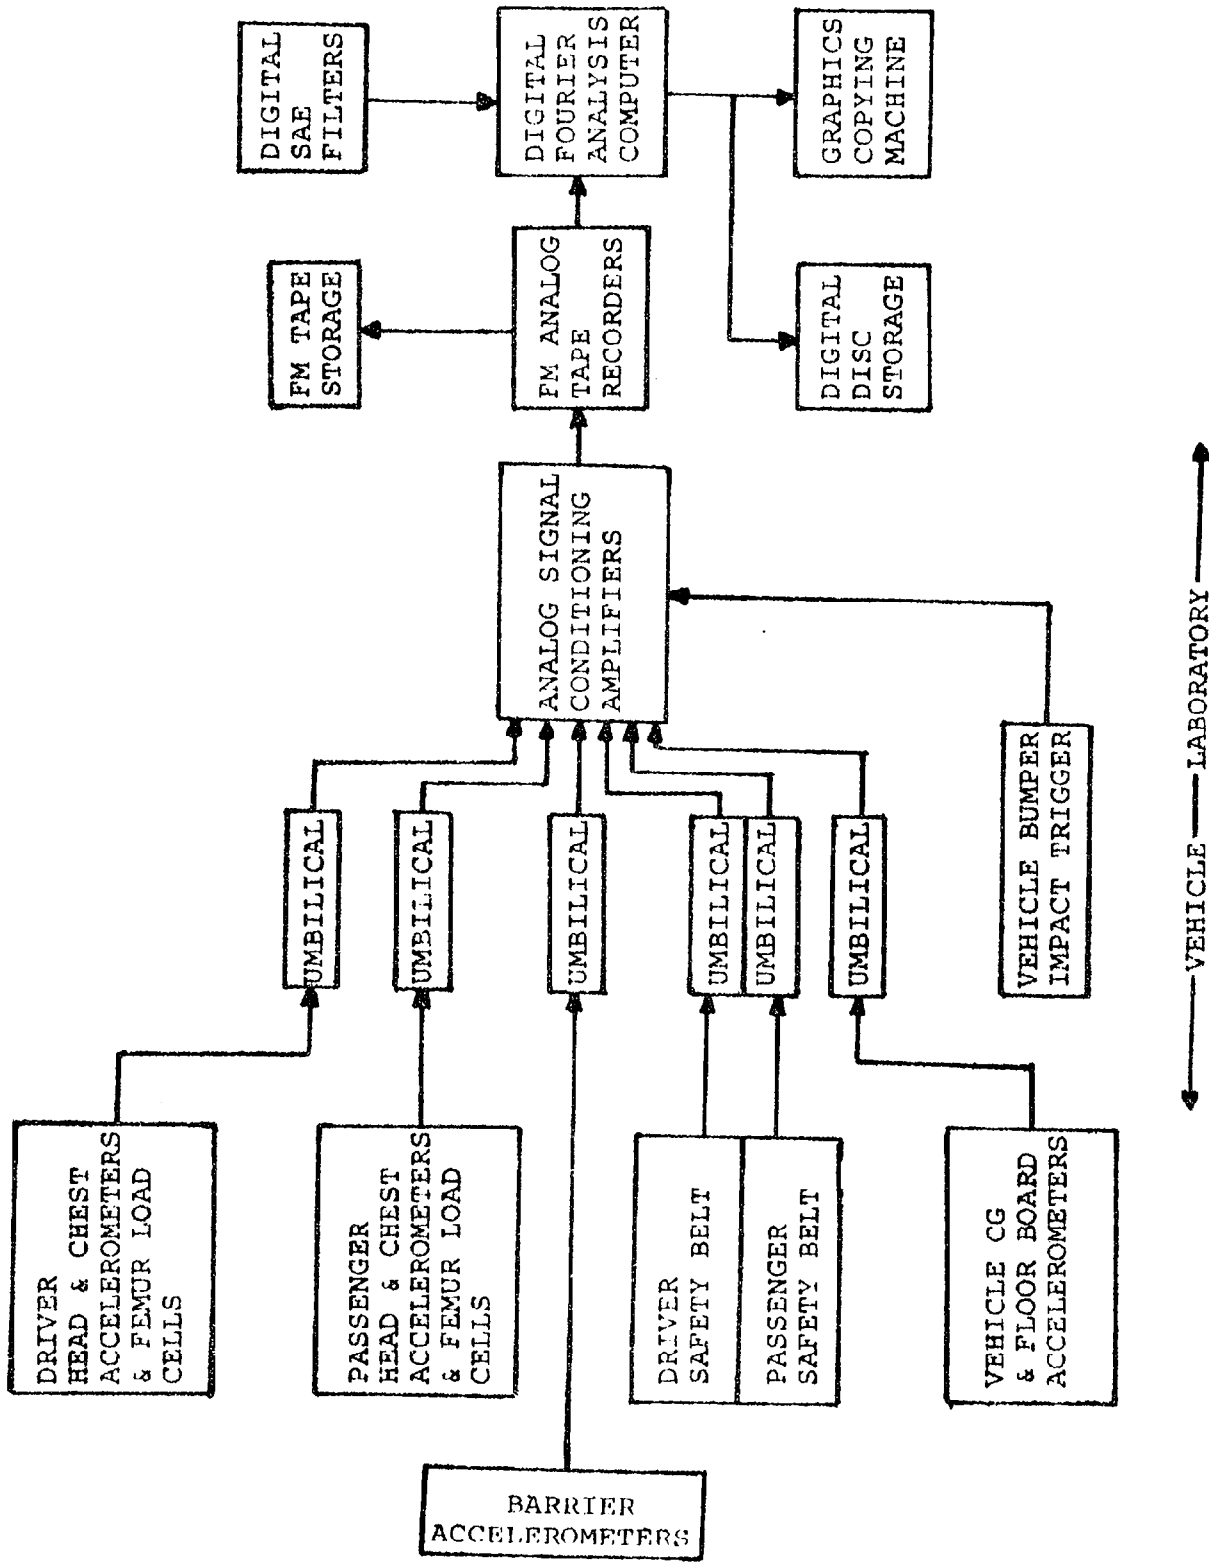 DRIVER
HEAD & CHEST
ACCELEROMETERS
& FEMUR LOAD
CELLS
PASSENGER
HEAD & CHEST
ACCELEROMETERS
& FEMUR LOAD
CELLS
BARRIER
ACCELEROMETERS
DRIVER
SAFETY BELT
PASSENGER
SAFETY BELT
VEHICLE CG
& FLOOR BOARD
ACCELEROMETERS
UMBILICAL
UMBILICAL
UMBILICAL
UMBILICAL
UMBILICAL
UMBILICAL
VEHICLE BUMPER
IMPACT TRIGGER
ANALOG SIGNAL
CONDITIONING
AMPLIFIERS
FM TAPE
STORAGE
FM ANALOG
TAPE
RECORDERS
DIGITAL
DISC
STORAGE
DIGITAL
SAE
FILTERS
DIGITAL
FOURIER
ANALYSIS
COMPUTER
GRAPHICS
COPYING
MACHINE
VEHICLE LABORATORY